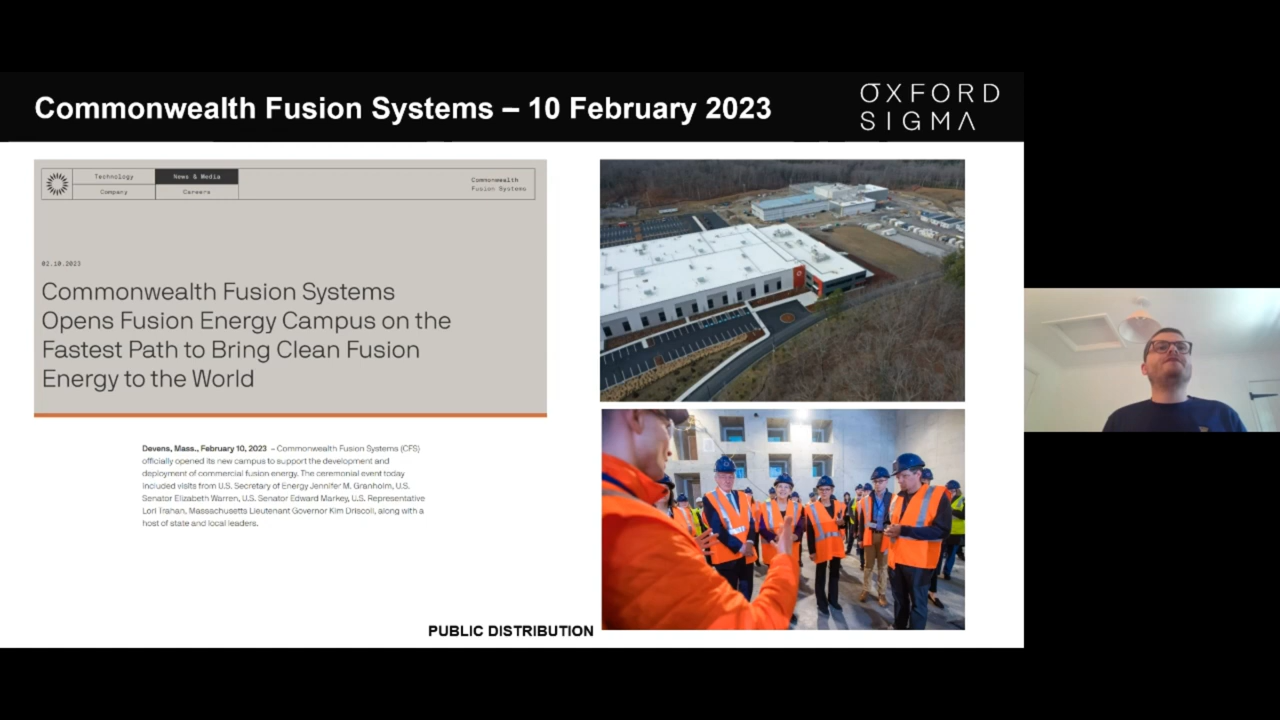 Commonwealth Fusion Systems – 10 February 2023
OXFORD
SIGMA
Technology
News & Media
Company
Careers
Commonwealth
Fusion Systems
02.10.2023
Commonwealth Fusion Systems
Opens Fusion Energy Campus on the
Fastest Path to Bring Clean Fusion
Energy to the World
Devens, Mass., February 10, 2023 – Commonwealth Fusion Systems (CFS)
officially opened its new campus to support the development and
deployment of commercial fusion energy. The ceremonial event today
included visits from U.S. Secretary of Energy Jennifer M. Granholm, U.S.
Senator Elizabeth Warren, U.S. Senator Edward Markey, U.S. Representative
Lori Trahan, Massachusetts Lieutenant Governor Kim Driscoll, along with a
host of state and local leaders.
PUBLIC DISTRIBUTION